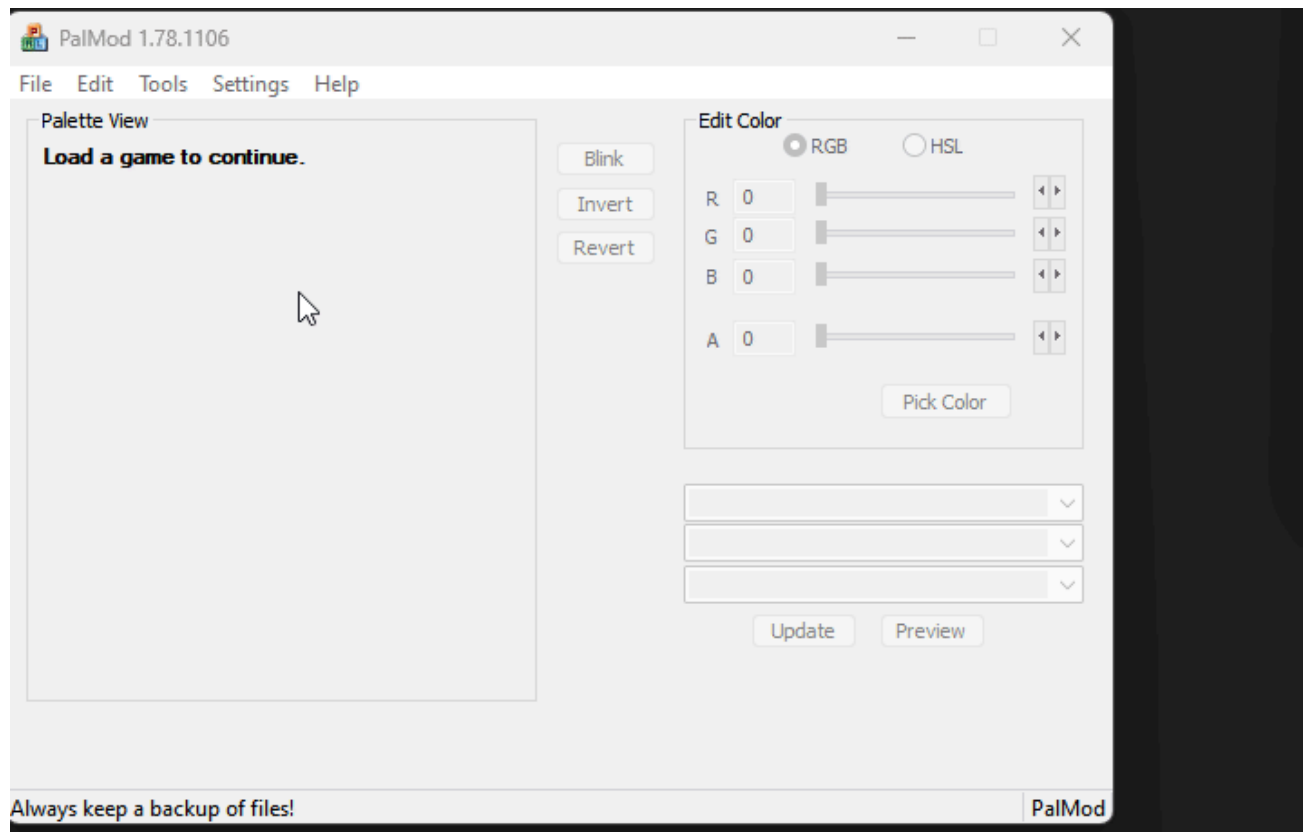 PalMod 1.78.1106
File Edit Tools Settings Help
Palette View
Load a game to continue.
Blink
Invert
Revert
Edit Color
RGB HSL
R 0
G 0
B 0
A 0
Pick Color
Update Preview
Always keep a backup of files! PalMod